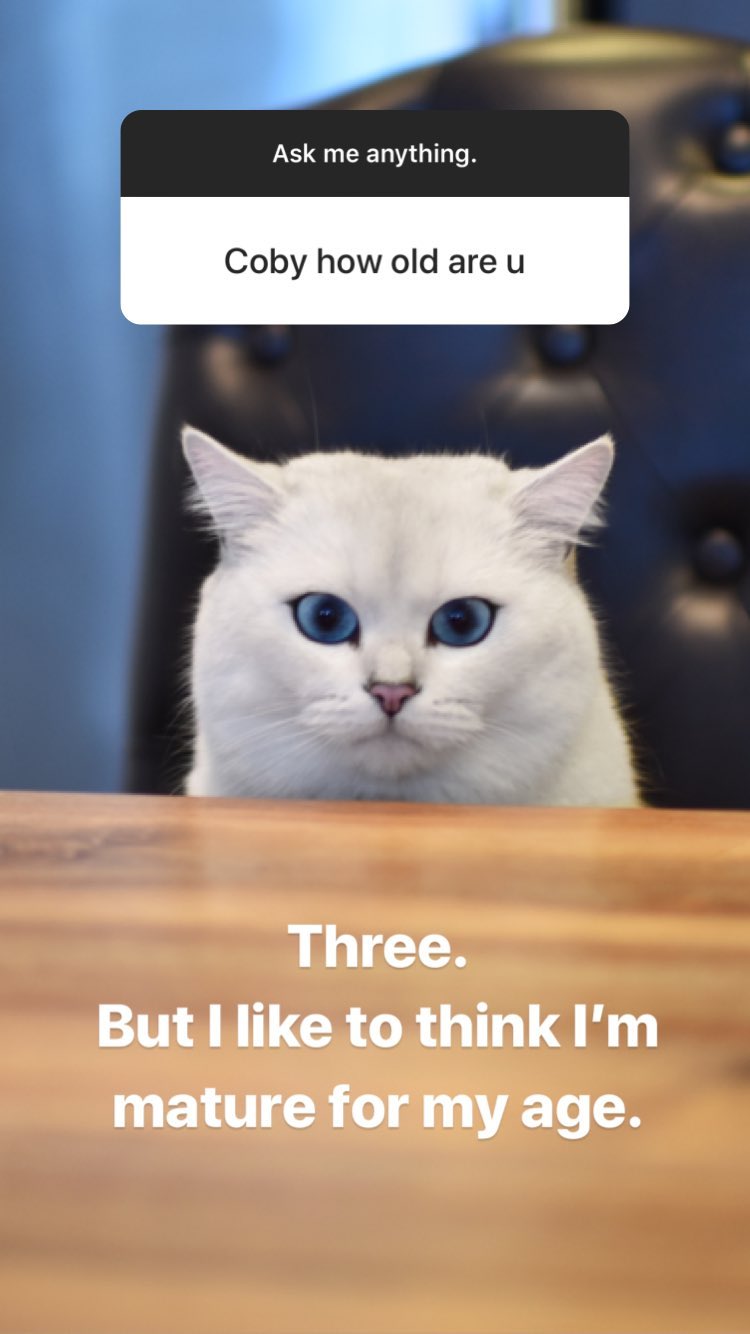 Ask me anything.
Coby how old are u
Three.
But I like to think I’m
mature for my age.